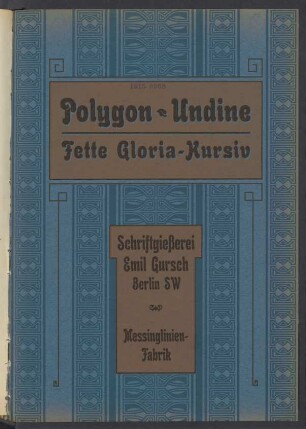 Polygon-Undine
Fette Gloria-Kursiv
Schriftgießerei
Emil Gursch
Berlin SW
Messinglinien-
Fabrik